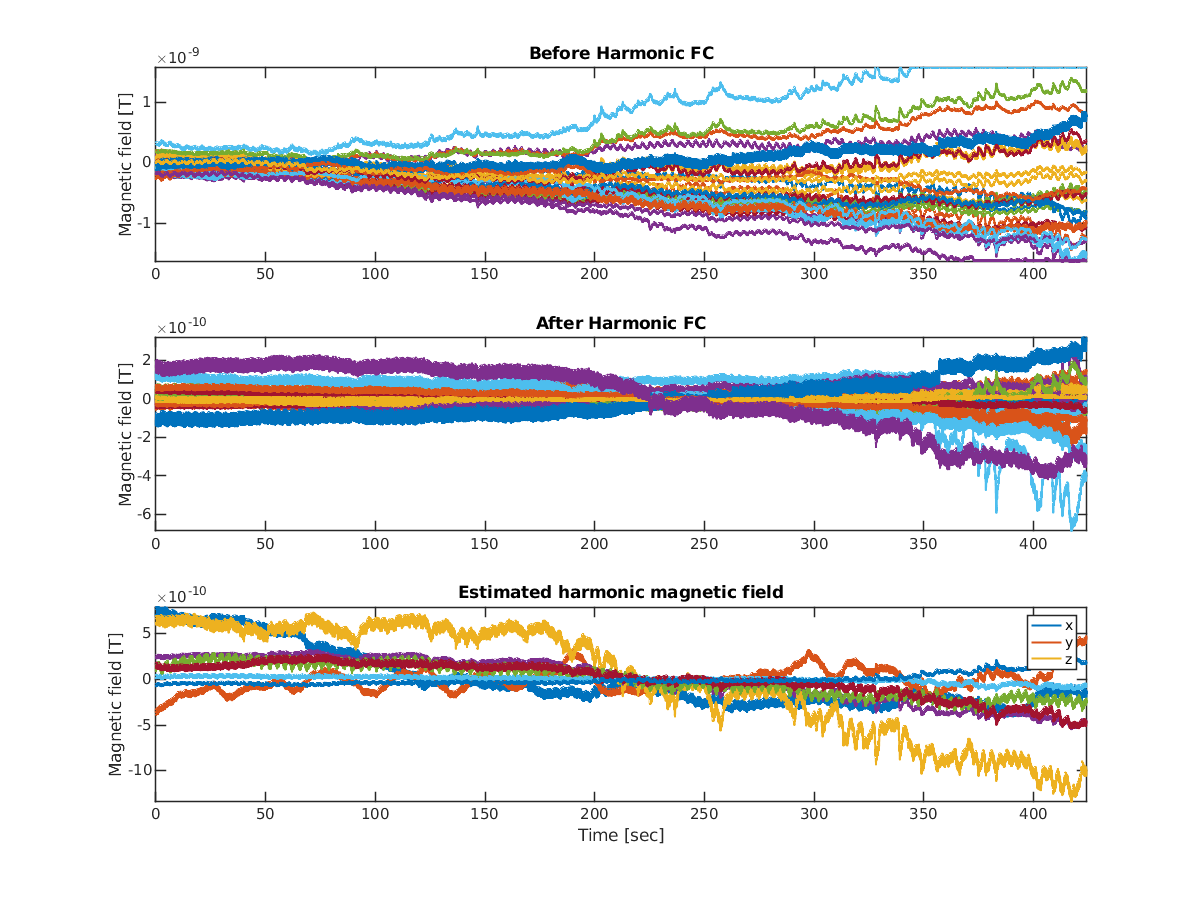 Before Harmonic FC
×10-9
Magnetic field [T]
1
0
-1
0 50 100 150 200 250 300 350 400
After Harmonic FC
×10-10
Magnetic field [T]
2
0
-2
-4
-6
0 50 100 150 200 250 300 350 400
Estimated harmonic magnetic field
×10-10
Magnetic field [T]
5
0
-5
-10
x
y
z
0 50 100 150 200 250 300 350 400
Time [sec]